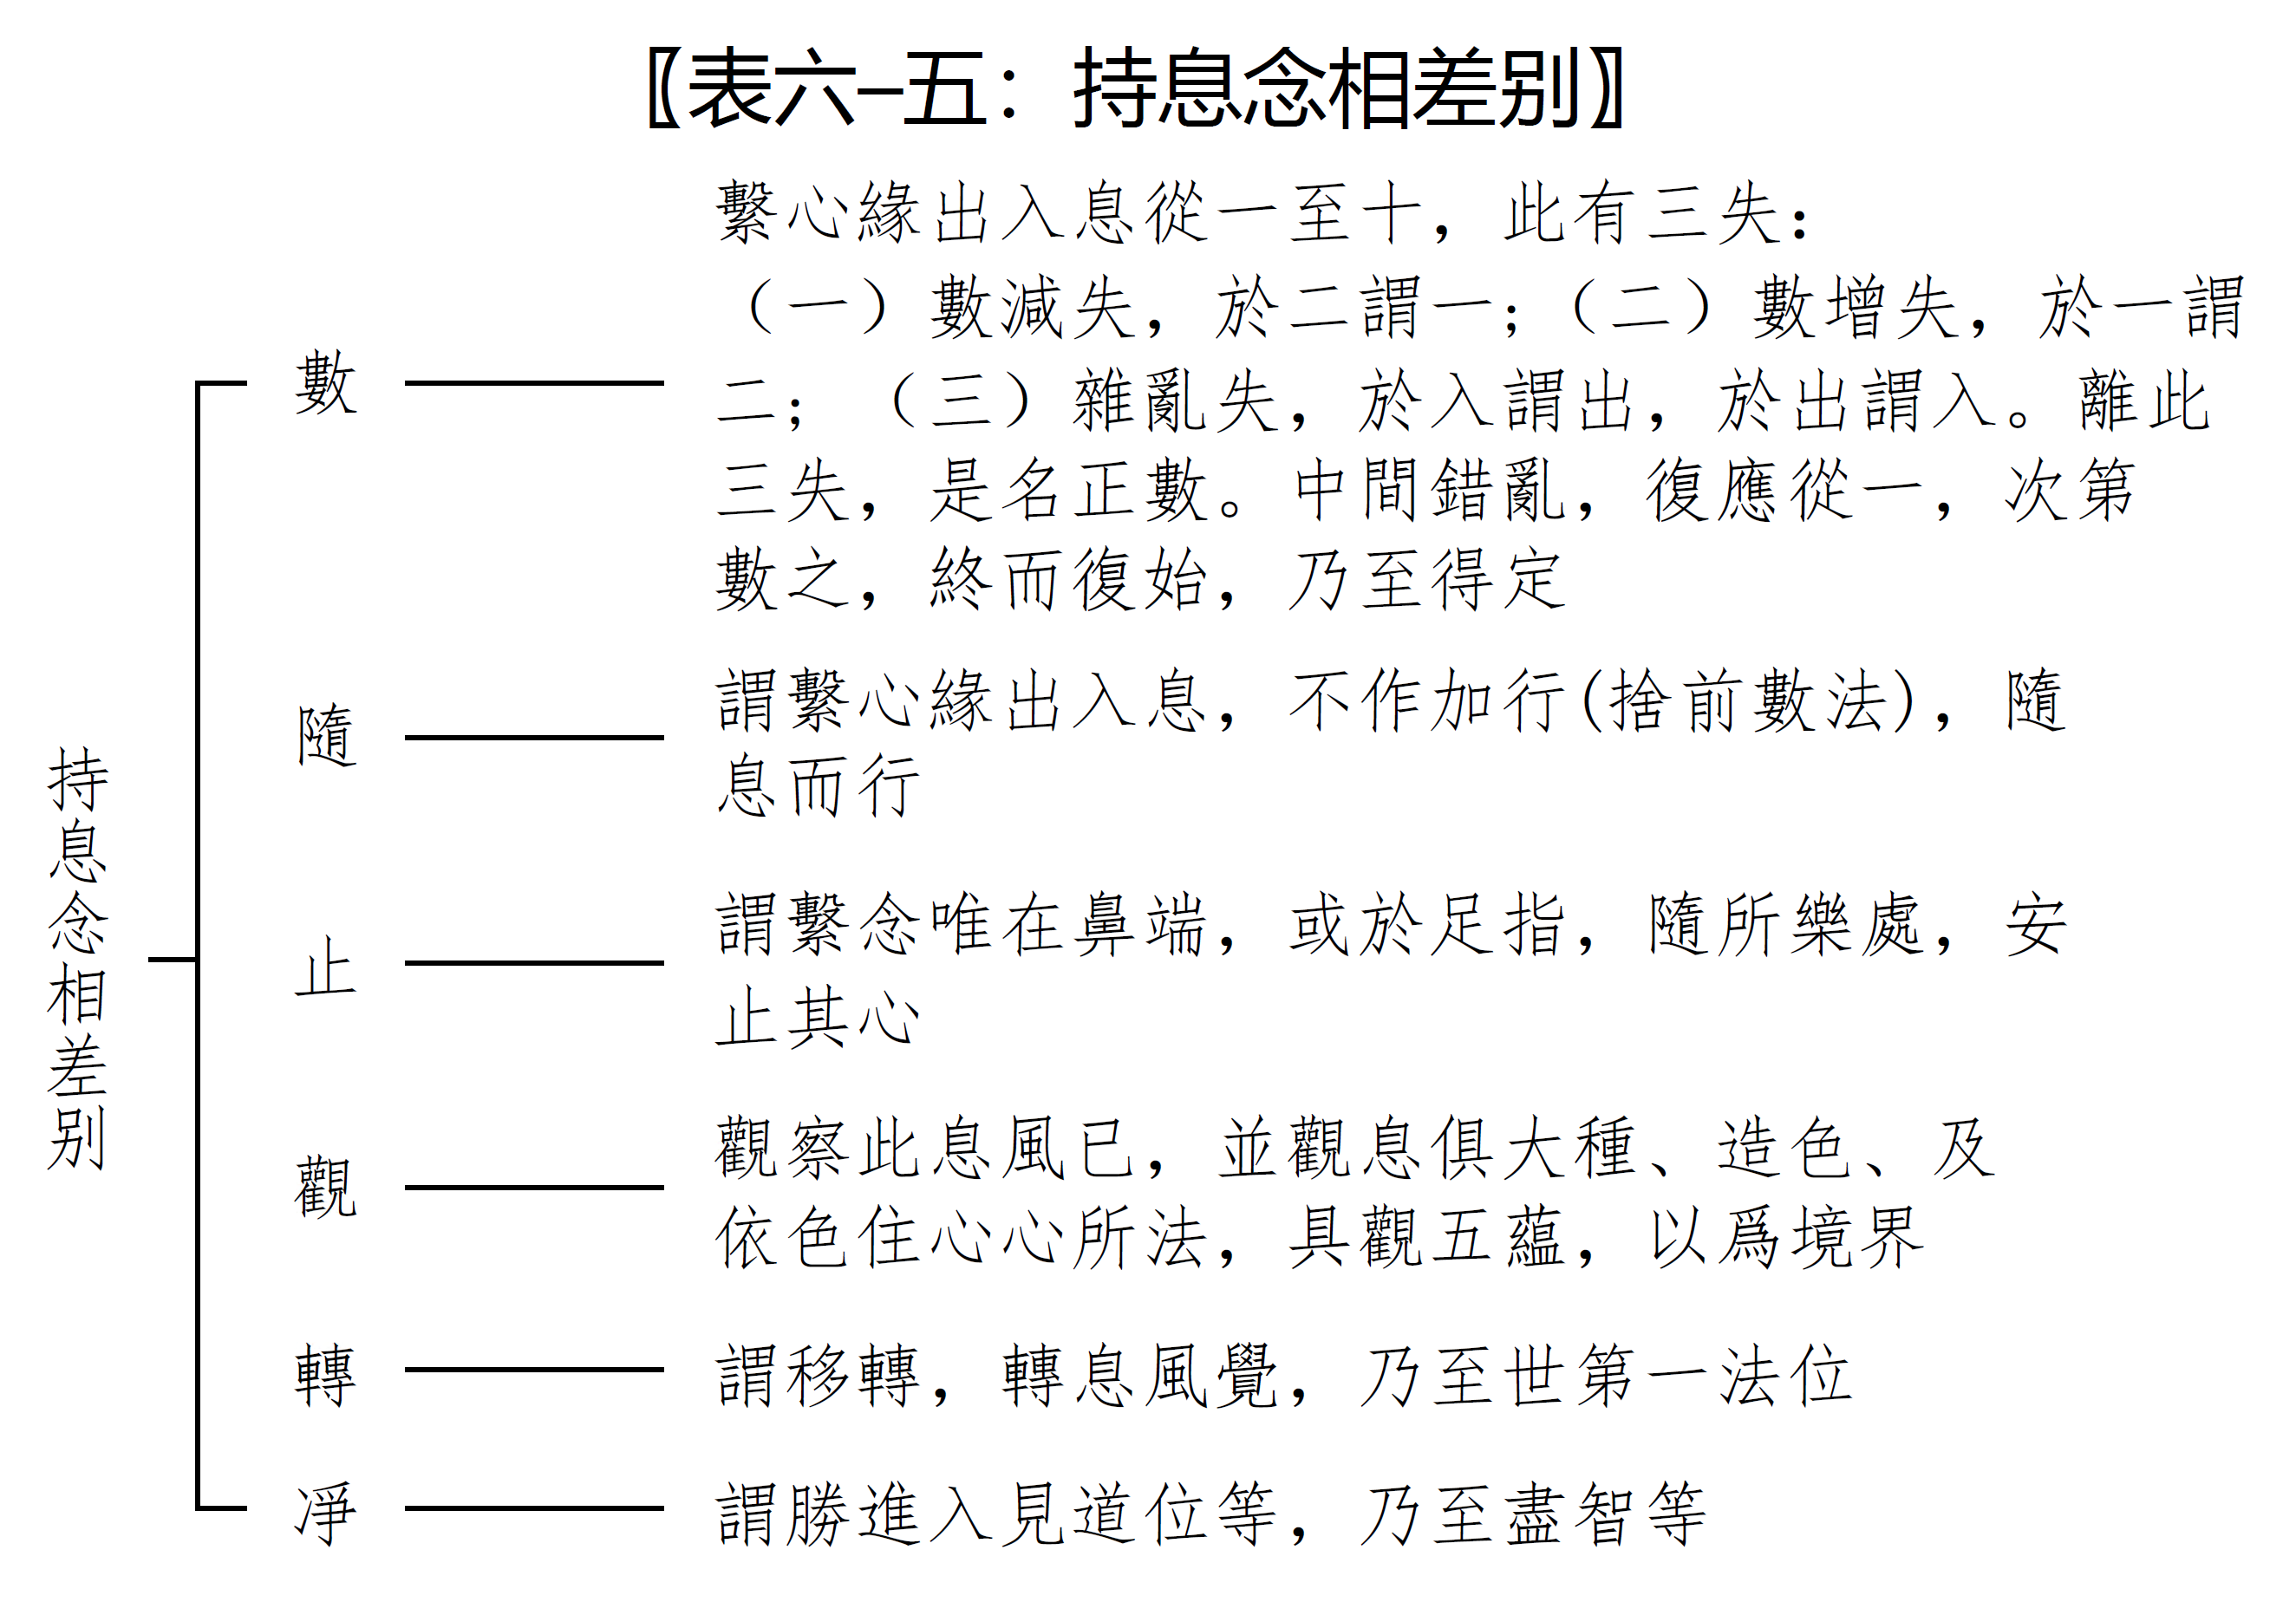 〖表六–五：持息念相差别〗
持息念相差别
數
繫心緣出入息從一至十，此有三失：
（一）數減失，於二謂一；（二）數增失，於一謂
二；（三）雜亂失，於入謂出，於出謂入。離此
三失，是名正數。中間錯亂，復應從一，次第
數之，終而復始，乃至得定
隨
謂繫心緣出入息，不作加行(捨前數法)，隨
息而行
止
謂繫念唯在鼻端，或於足指，隨所樂處，安
止其心
觀
觀察此息風已，並觀息俱大種、造色、及
依色住心心所法，具觀五蘊，以爲境界
轉
謂移轉，轉息風覺，乃至世第一法位
凈
謂勝進入見道位等，乃至盡智等